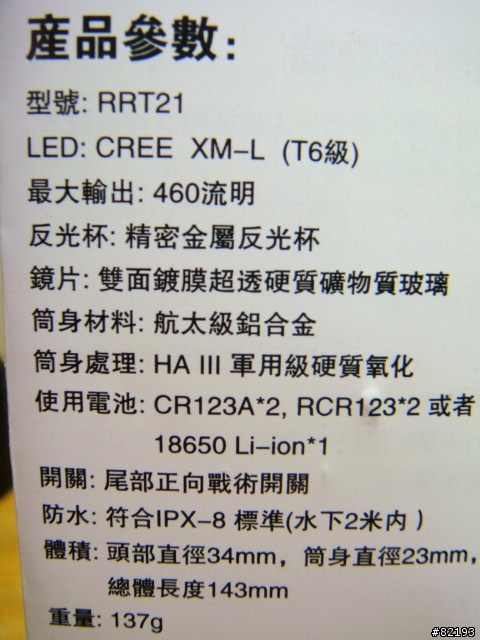 産品參數:
型號: RRT21
LED: CREE XM-L (T6級)
最大輸出: 460流明
反光杯: 精密金屬反光杯
鏡片: 雙面鍍膜超透硬質礦物質玻璃
筒身材料: 航太級鋁合金
筒身處理: HA III 軍用級硬質氧化
使用電池: CR123A*2, RCR123*2 或者
18650 Li-ion*1
開關: 尾部正向戰術開關
防水: 符合IPX-8 標準(水下2米内)
體積: 頭部直徑34mm，筒身直徑23mm，
總體長度143mm
重量: 137g
#82193